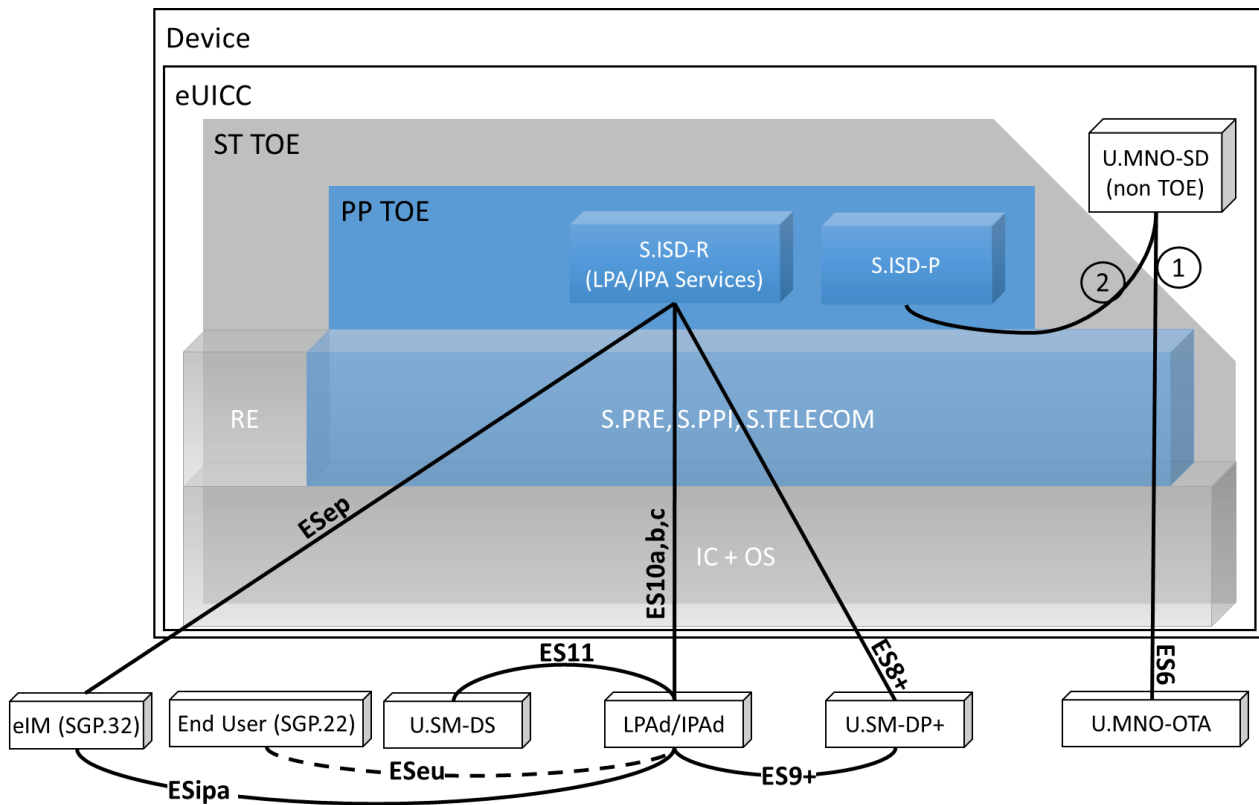 Device
eUICC
ST TOE
U.MNO-SD
(non TOE)
PP TOE
S.ISD-R
(LPA/IPA Services)
S.ISD-P
2
1
RE
S.PRE, S.PPI, S.TELECOM
ESep
ES10a,b,c
IC + OS
ES11
ES8+
ES6
eIM (SGP.32)
End User (SGP.22)
U.SM-DS
LPAd/IPAd
U.SM-DP+
U.MNO-OTA
ESeu
ES9+
ESipa